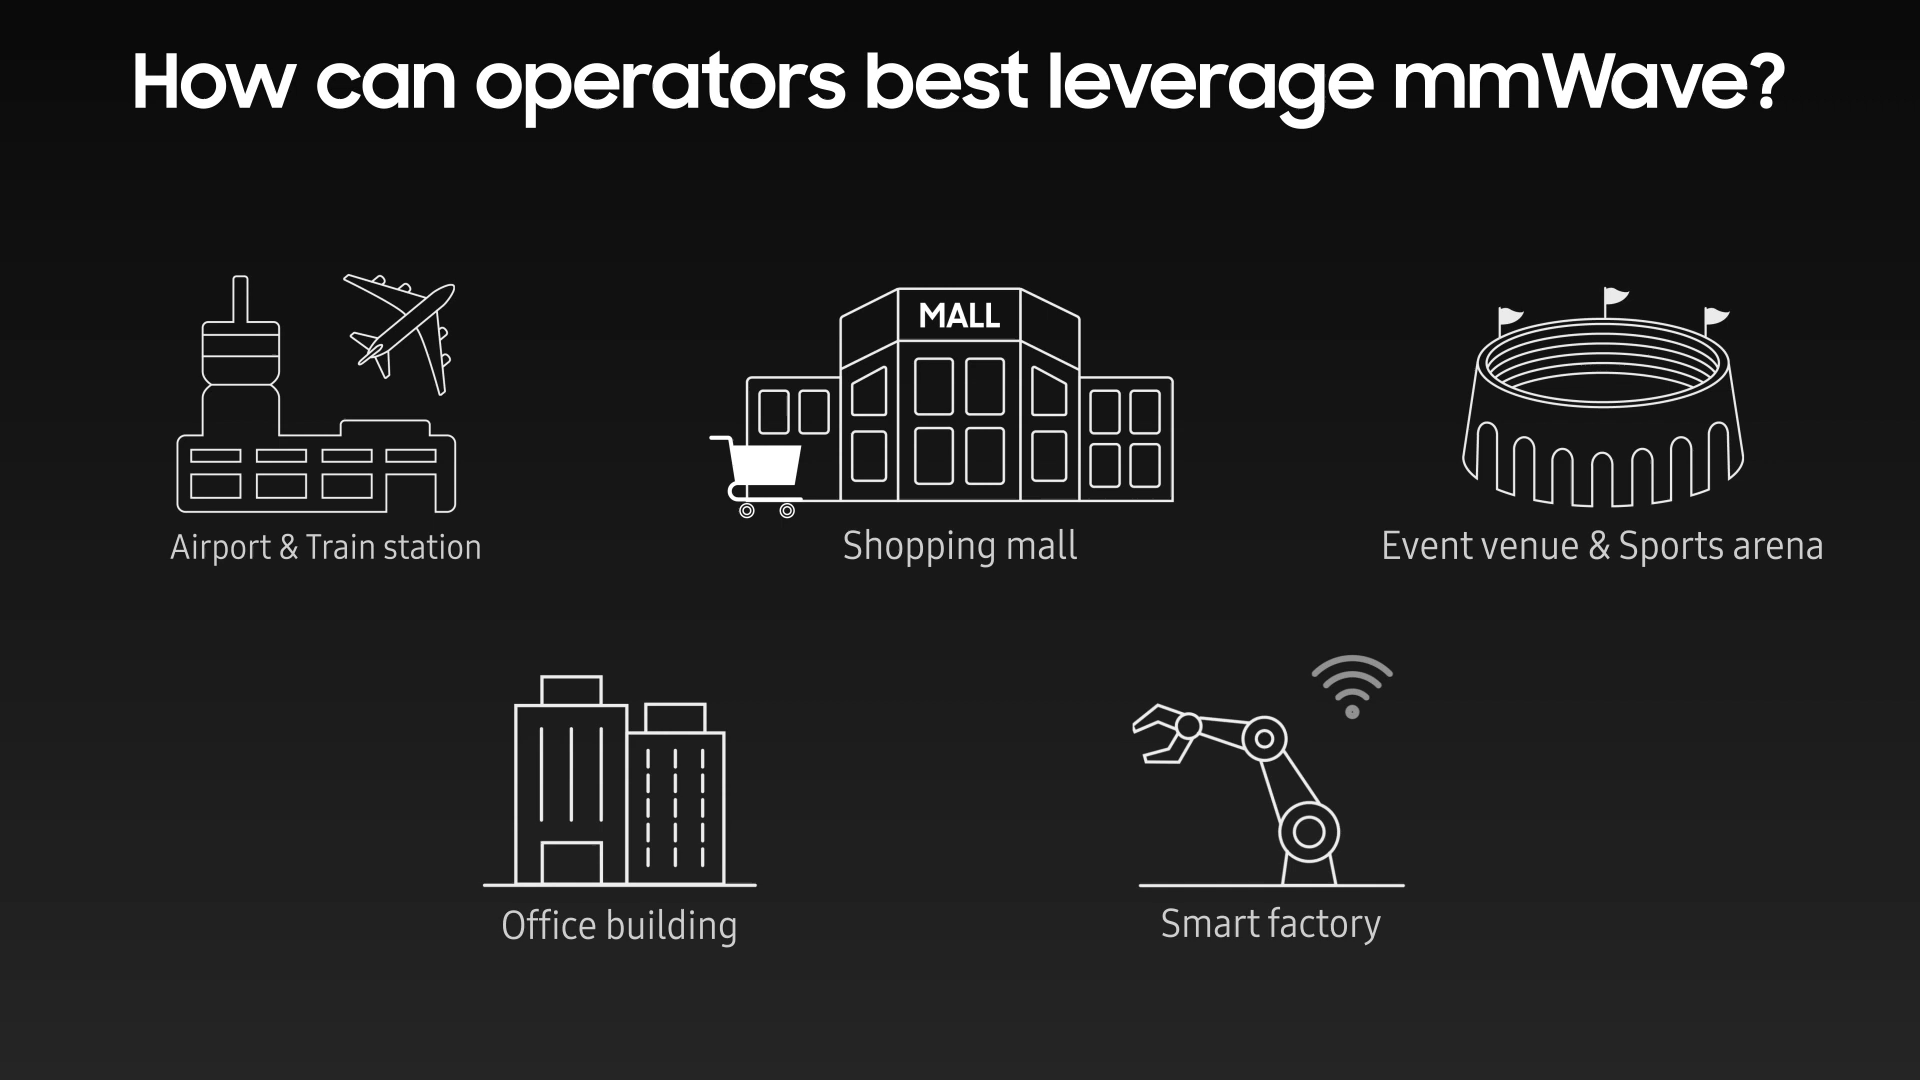 How can operators best leverage mmWave?
MALL
Airport & Train station
Shopping mall
Event venue & Sports arena
Office building
Smart factory